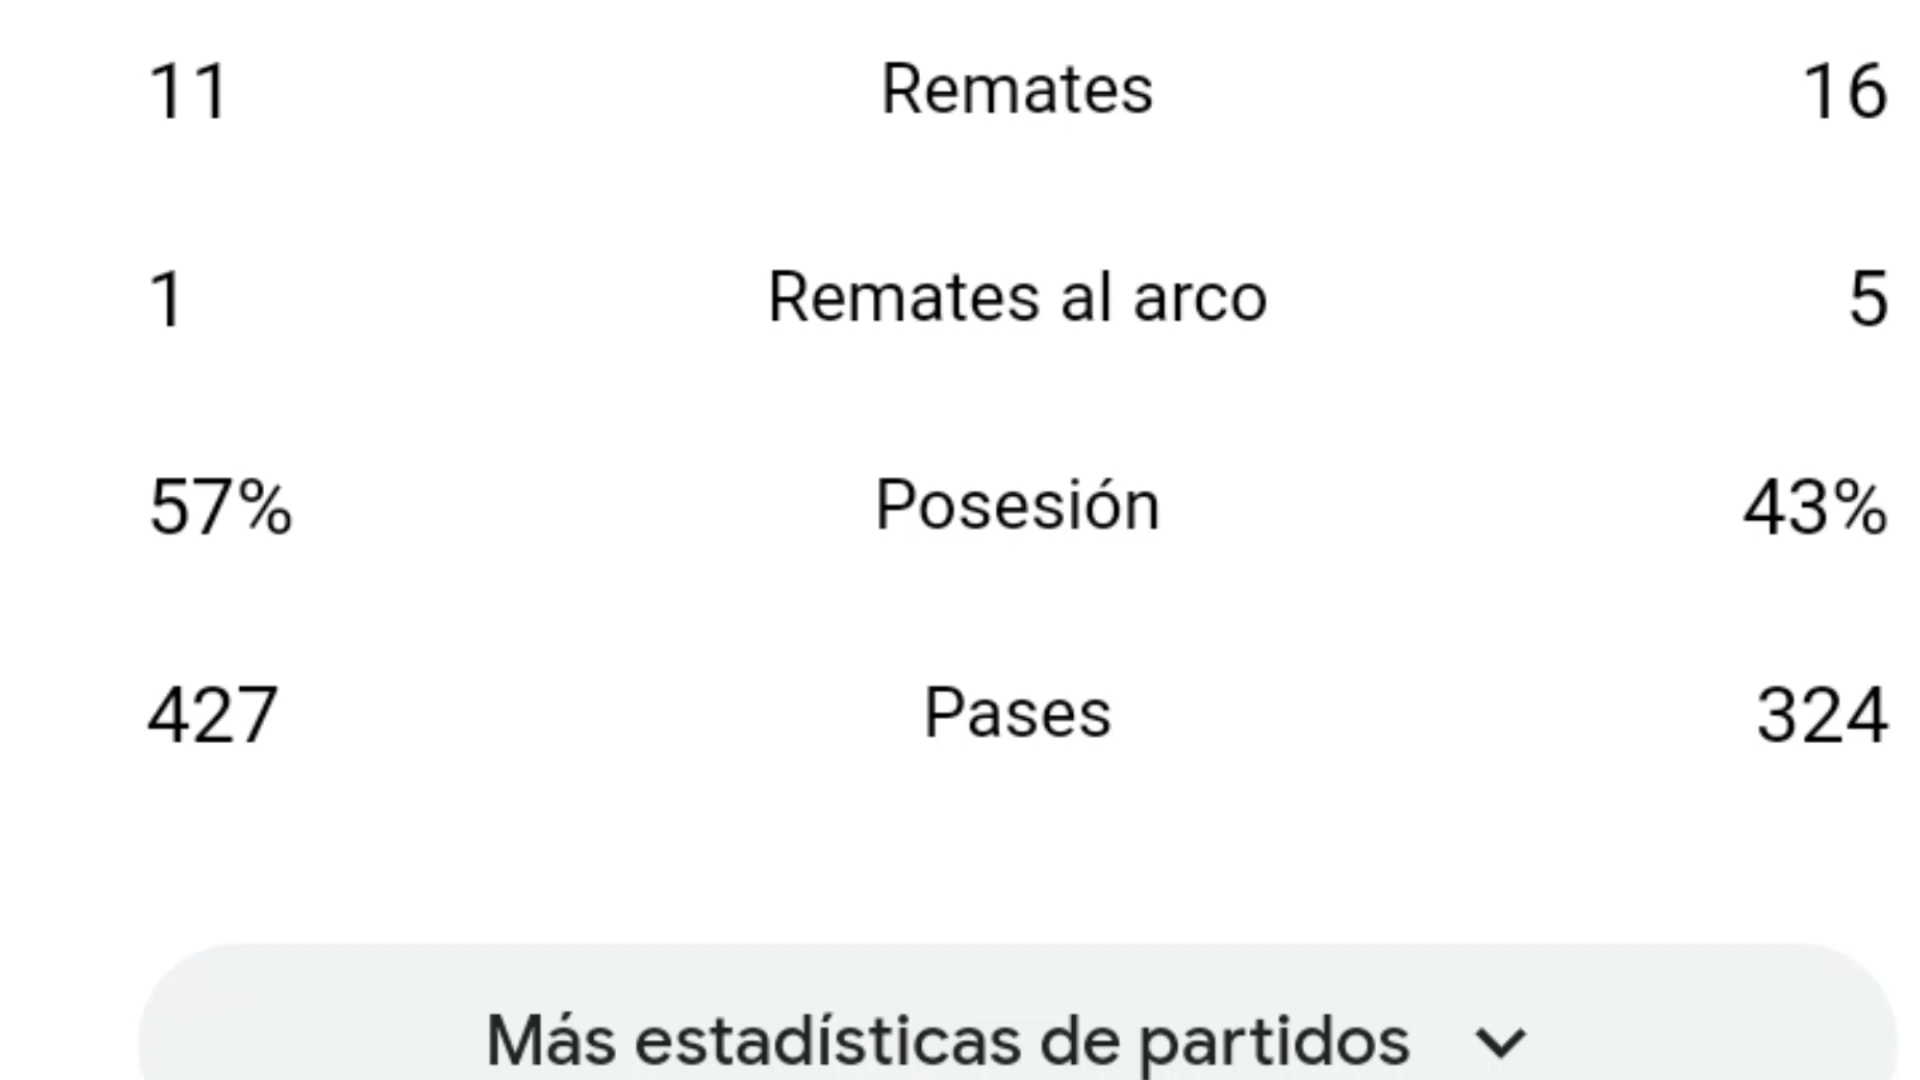 11 Remates 16
1 Remates al arco 5
57% Posesión 43%
427 Pases 324
Más estadísticas de partidos